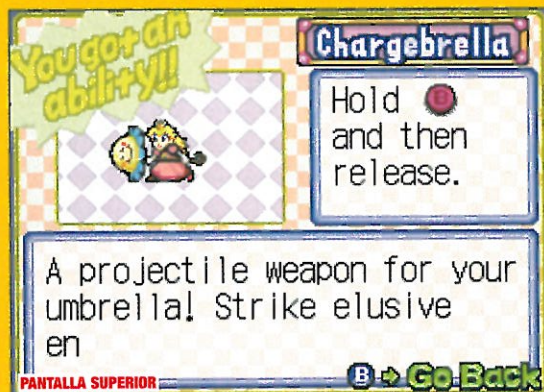 You got an
ability!!
Chargebrella
Hold B
and then
release.
A projectile weapon for your
umbrella! Strike elusive
en
PANTALLA SUPERIOR
B Go Back